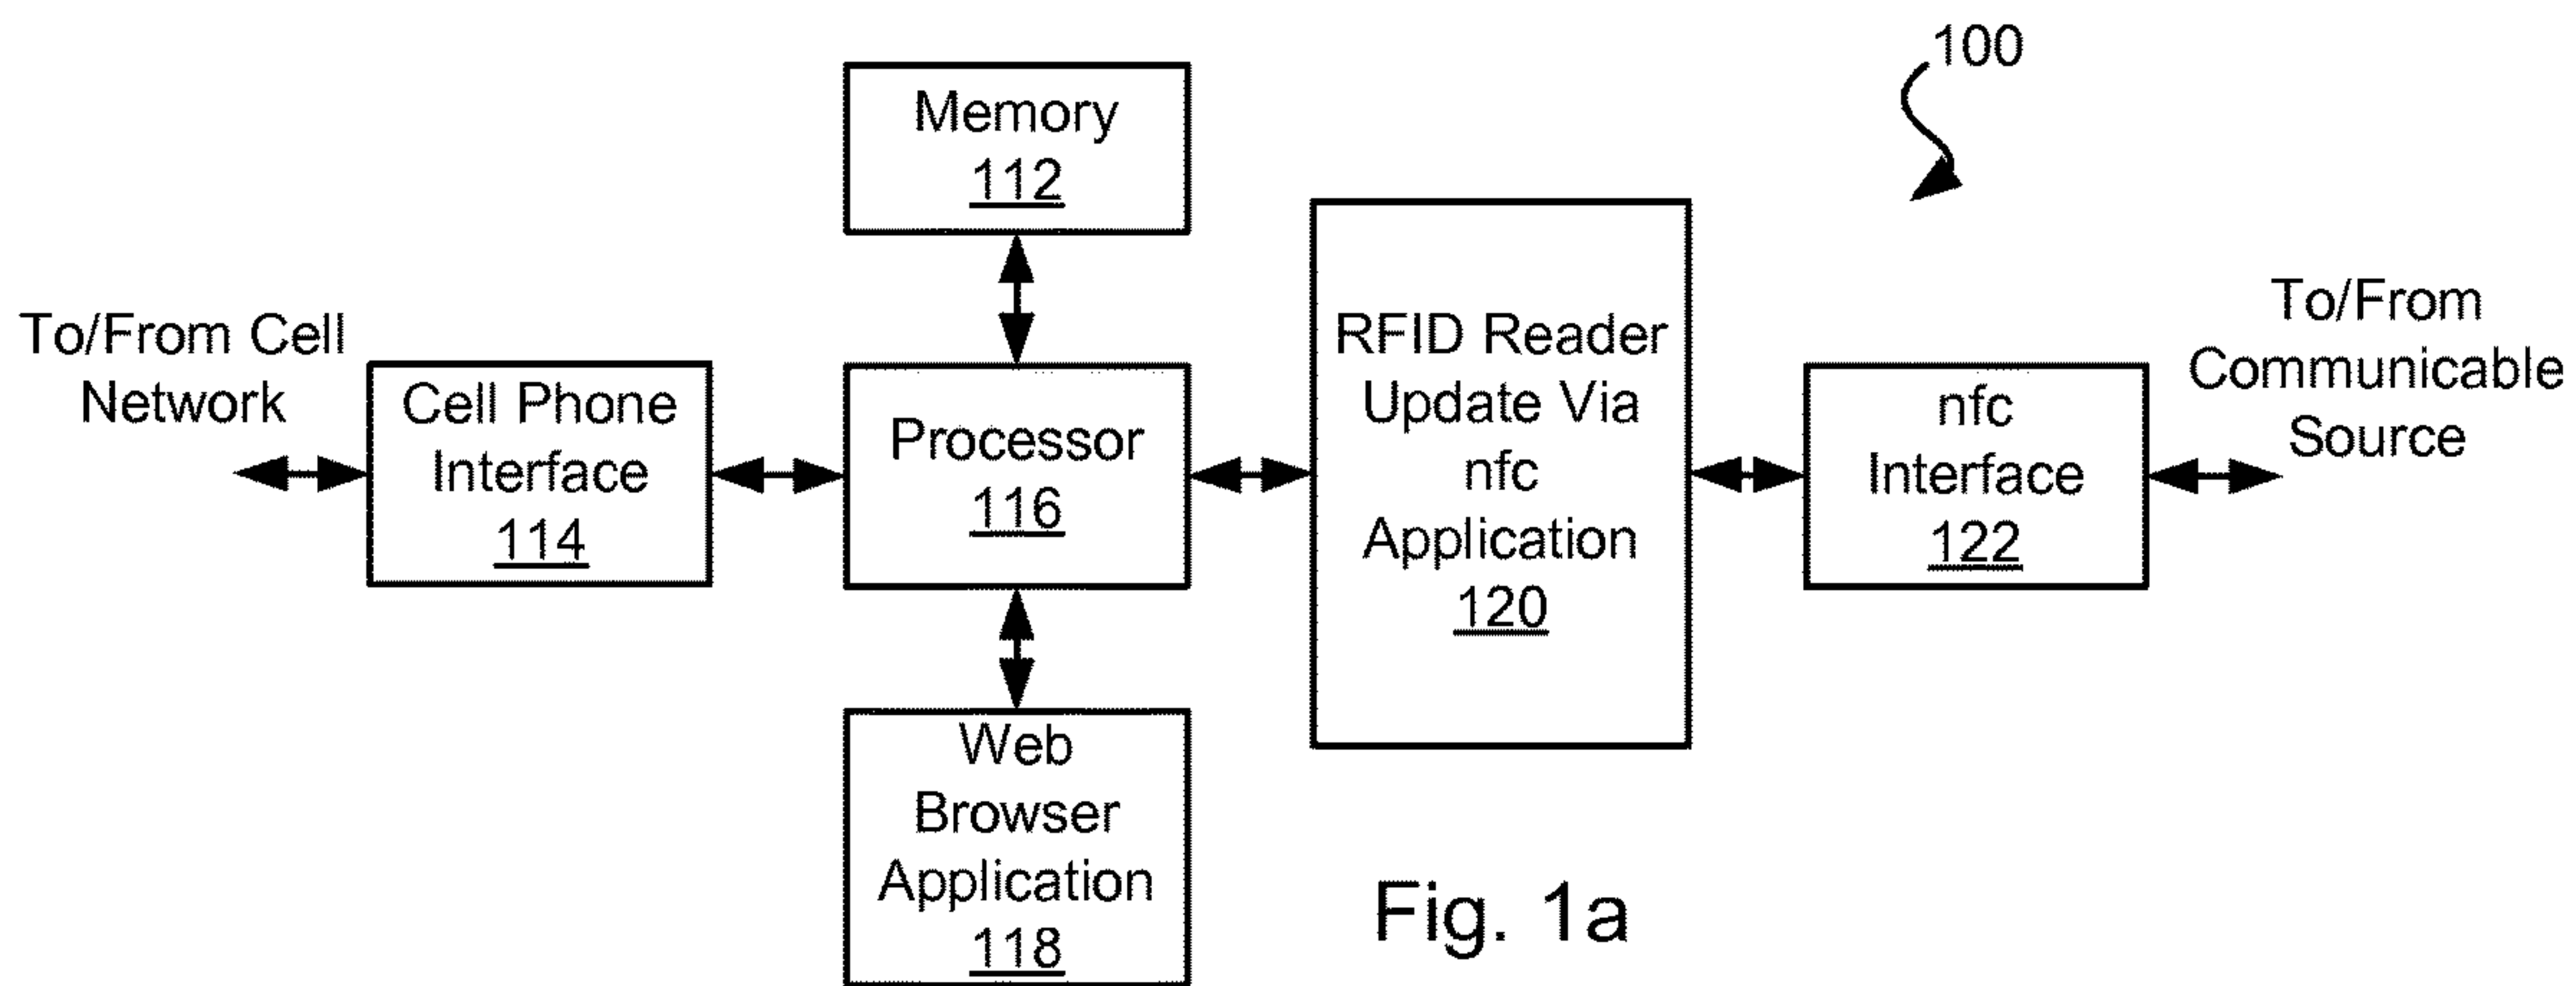 100
Memory
112
To/From Cell
Network
Cell Phone
Interface
114
Processor
116
RFID Reader
Update Via
nfc
Application
120
nfc
Interface
122
To/From
Communicable
Source
Web
Browser
Application
118
Fig. 1a